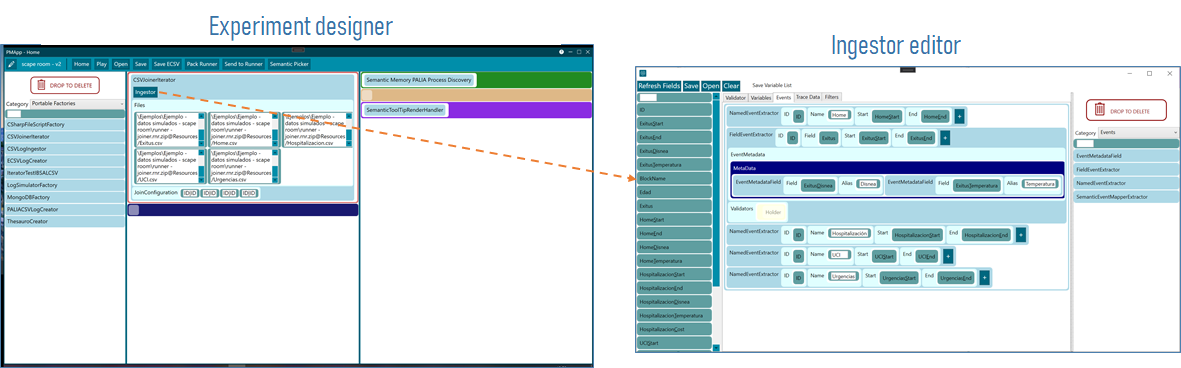 Experiment designer
Ingestor editor
PMApp - Home
scape room - v2
Home
Play
Open
Save
Save ECSV
Pack Runner
Send to Runner
Semantic Picker
DROP TO DELETE
Category
Portable Factories
CSharpFileScriptFactory
CSVJoinerIterator
CSVLogIngestor
ECSVLogCreator
IteratorTestIBSALCSV
LogSimulatorFactory
MongoDBFactory
PALIACSVLogCreator
ThesauroCreator
CSVJoinerIterator
Ingestor
Files
\Ejemplos\Ejemplo
- datos simulados - scape
room\runner -
joiner.rnr.zip@Resources
/Exitus.csv
\Ejemplos\Ejemplo
- datos simulados - scape
room\runner -
joiner.rnr.zip@Resources
/Home.csv
\Ejemplos\Ejemplo
- datos simulados - scape
room\runner -
joiner.rnr.zip@Resources
/Hospitalizacion.csv
\Ejemplos\Ejemplo
- datos simulados - scape
room\runner -
joiner.rnr.zip@Resources
/UCI.csv
\Ejemplos\Ejemplo
- datos simulados - scape
room\runner -
joiner.rnr.zip@Resources
/Urgencias.csv
JoinConfiguration
ID|ID
ID|ID
ID|ID
ID|ID
Semantic Memory PALIA Process Discovery
SemanticToolTipRenderHandler
Refresh Fields
Save
Open
Clear
Save Variable List
ID
ExitusStart
ExitusEnd
ExitusDisnea
ExitusTemperatura
BlockName
Edad
Exitus
HomeStart
HomeEnd
HomeDisnea
HomeTemperatura
HospitalizacionStart
HospitalizacionEnd
HospitalizacionDisnea
HospitalizacionTemperatura
HospitalizacionCost
UCIStart
Validator
Variables
Events
Trace Data
Filters
NamedEventExtractor
ID
ID
Name
Home
Start
HomeStart
End
HomeEnd
+
FieldEventExtractor
ID
ID
Field
Exitus
Start
ExitusStart
End
ExitusEnd
+
EventMetadata
MetaData
EventMetadataField
Field
ExitusDisnea
Alias
Disnea
EventMetadataField
Field
ExitusTemperatura
Alias
Temperatura
Validators
Holder
NamedEventExtractor
ID
ID
Name
Hospitalización
Start
HospitalizacionStart
End
HospitalizacionEnd
+
NamedEventExtractor
ID
ID
Name
UCI
Start
UCIStart
End
UCIEnd
+
NamedEventExtractor
ID
ID
Name
Urgencias
Start
UrgenciasStart
End
UrgenciasEnd
+
DROP TO DELETE
Category
Events
EventMetadataField
FieldEventExtractor
NamedEventExtractor
SemanticEventMapperExtractor